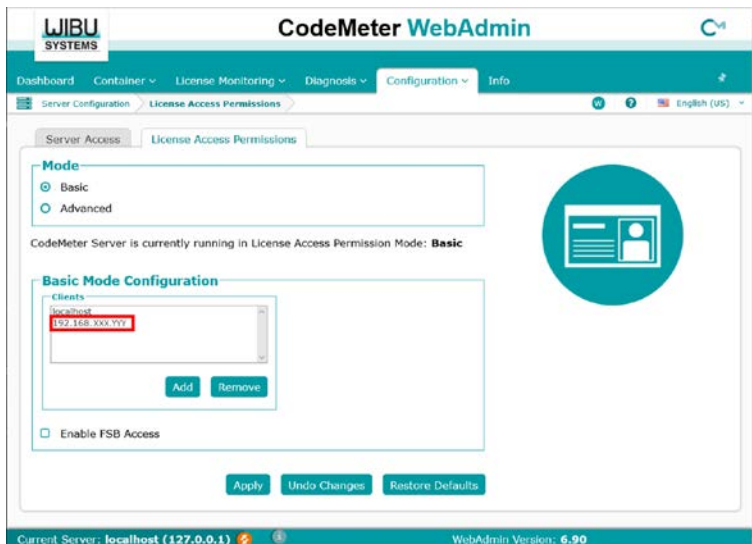 WIBU
SYSTEMS
CodeMeter WebAdmin
Dashboard Container License Monitoring Diagnosis Configuration Info
Server Configuration License Access Permissions W ? English (US)
Server Access License Access Permissions
Mode
Basic
Advanced
CodeMeter Server is currently running in License Access Permission Mode: Basic
Basic Mode Configuration
Clients
localhost
192.168.XXX.YYY
Add Remove
Enable FSB Access
Apply Undo Changes Restore Defaults
Current Server: localhost (127.0.0.1) WebAdmin Version: 6.90